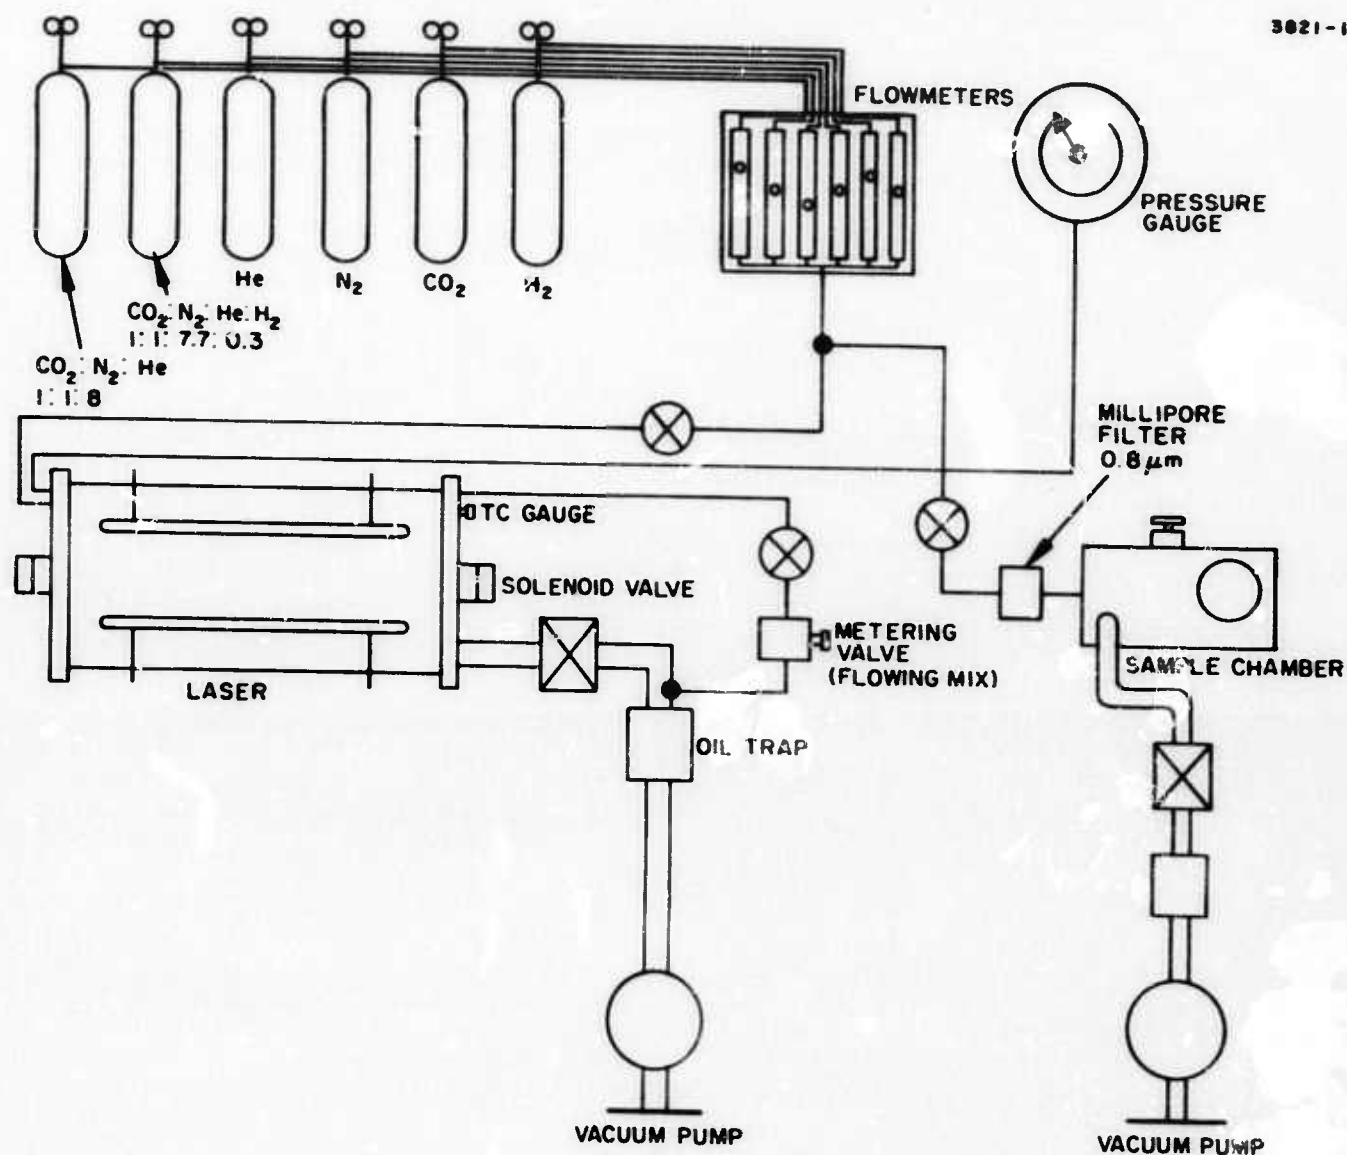 3821-1
FLOWMETERS
PRESSURE
GAUGE
He
N₂
CO₂
H₂
CO₂:N₂:He:H₂
1:1:7.7:0.3
CO₂:N₂:He
1:1:8
MILLIPORE
FILTER
0.8 μm
TC GAUGE
SOLENOID VALVE
METERING
VALVE
(FLOWING MIX)
SAMPLE CHAMBER
LASER
OIL TRAP
VACUUM PUMP
VACUUM PUMP